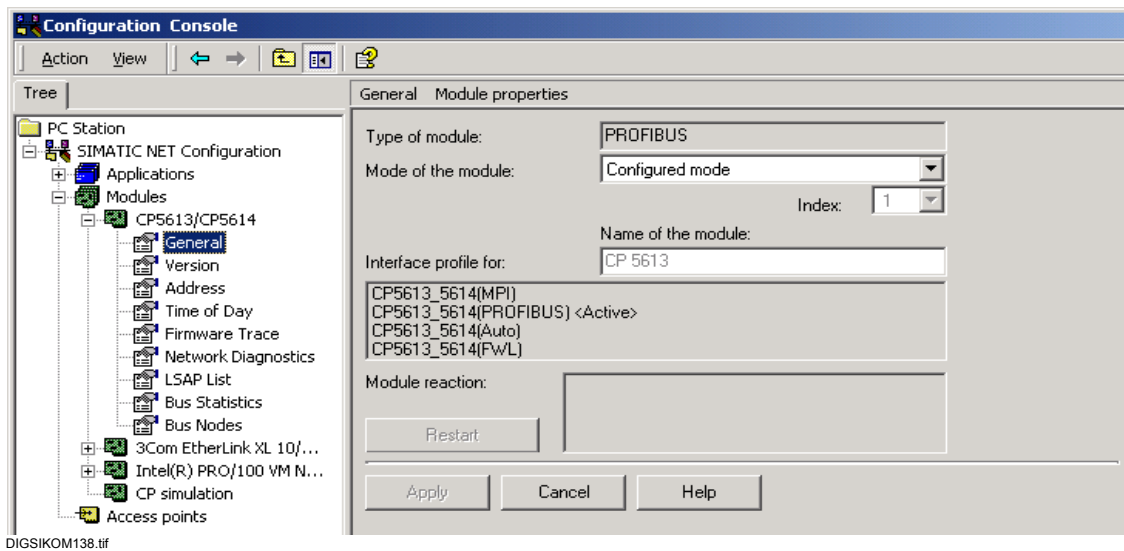 Configuration Console
Action View
Tree
General Module properties
PC Station
SIMATIC NET Configuration
Applications
Modules
CP5613/CP5614
General
Version
Address
Time of Day
Firmware Trace
Network Diagnostics
LSAP List
Bus Statistics
Bus Nodes
3Com EtherLink XL 10/...
Intel(R) PRO/100 VM N...
CP simulation
Access points
Type of module: PROFIBUS
Mode of the module: Configured mode
Index: 1
Name of the module:
Interface profile for: CP 5613
CP5613_5614(MPI)
CP5613_5614(PROFIBUS) <Active>
CP5613_5614(Auto)
CP5613_5614(FWL)
Module reaction:
Restart
Apply Cancel Help
DIGSIKOM138.tif